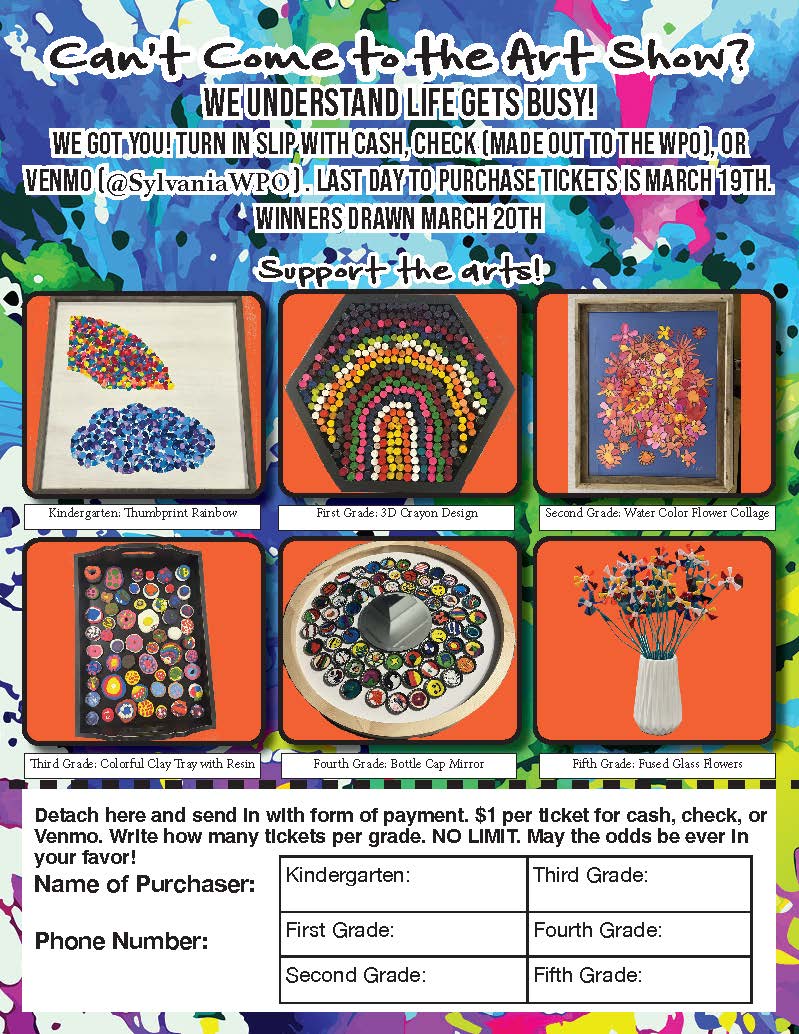 Can't Come to the Art Show?
WE UNDERSTAND LIFE GETS BUSY!
WE GOT YOU! TURN IN SLIP WITH CASH, CHECK (MADE OUT TO THE WPO), OR
VENMO (@SylvaniaWPO). LAST DAY TO PURCHASE TICKETS IS MARCH 19TH.
WINNERS DRAWN MARCH 20TH
Support the arts!
Kindergarten: Thumbprint Rainbow
First Grade: 3D Crayon Design
Second Grade: Water Color Flower Collage
Third Grade: Colorful Clay Tray with Resin
Fourth Grade: Bottle Cap Mirror
Fifth Grade: Fused Glass Flowers
Detach here and send in with form of payment. $1 per ticket for cash, check, or
Venmo. Write how many tickets per grade. NO LIMIT. May the odds be ever in
your favor!
Name of Purchaser:
Phone Number:
Kindergarten:
Third Grade:
First Grade:
Fourth Grade:
Second Grade:
Fifth Grade: